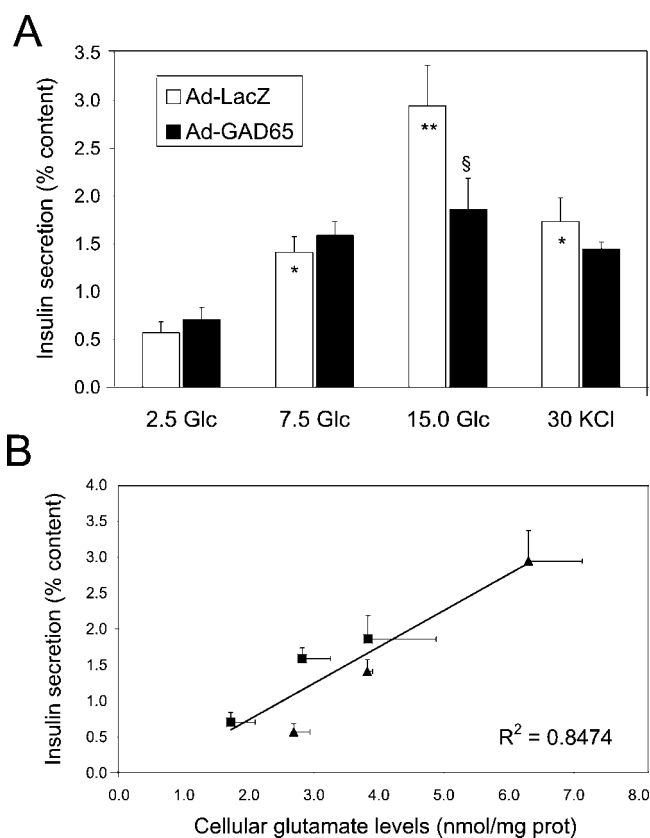 A
3.5
3.0
2.5
2.0
1.5
1.0
0.5
0.0
Insulin secretion (% content)
Ad-LacZ
Ad-GAD65
*
**
§
*
2.5 Glc 7.5 Glc 15.0 Glc 30 KCl
B
4.0
3.5
3.0
2.5
2.0
1.5
1.0
0.5
0.0
Insulin secretion (% content)
R² = 0.8474
0.0 1.0 2.0 3.0 4.0 5.0 6.0 7.0 8.0
Cellular glutamate levels (nmol/mg prot)